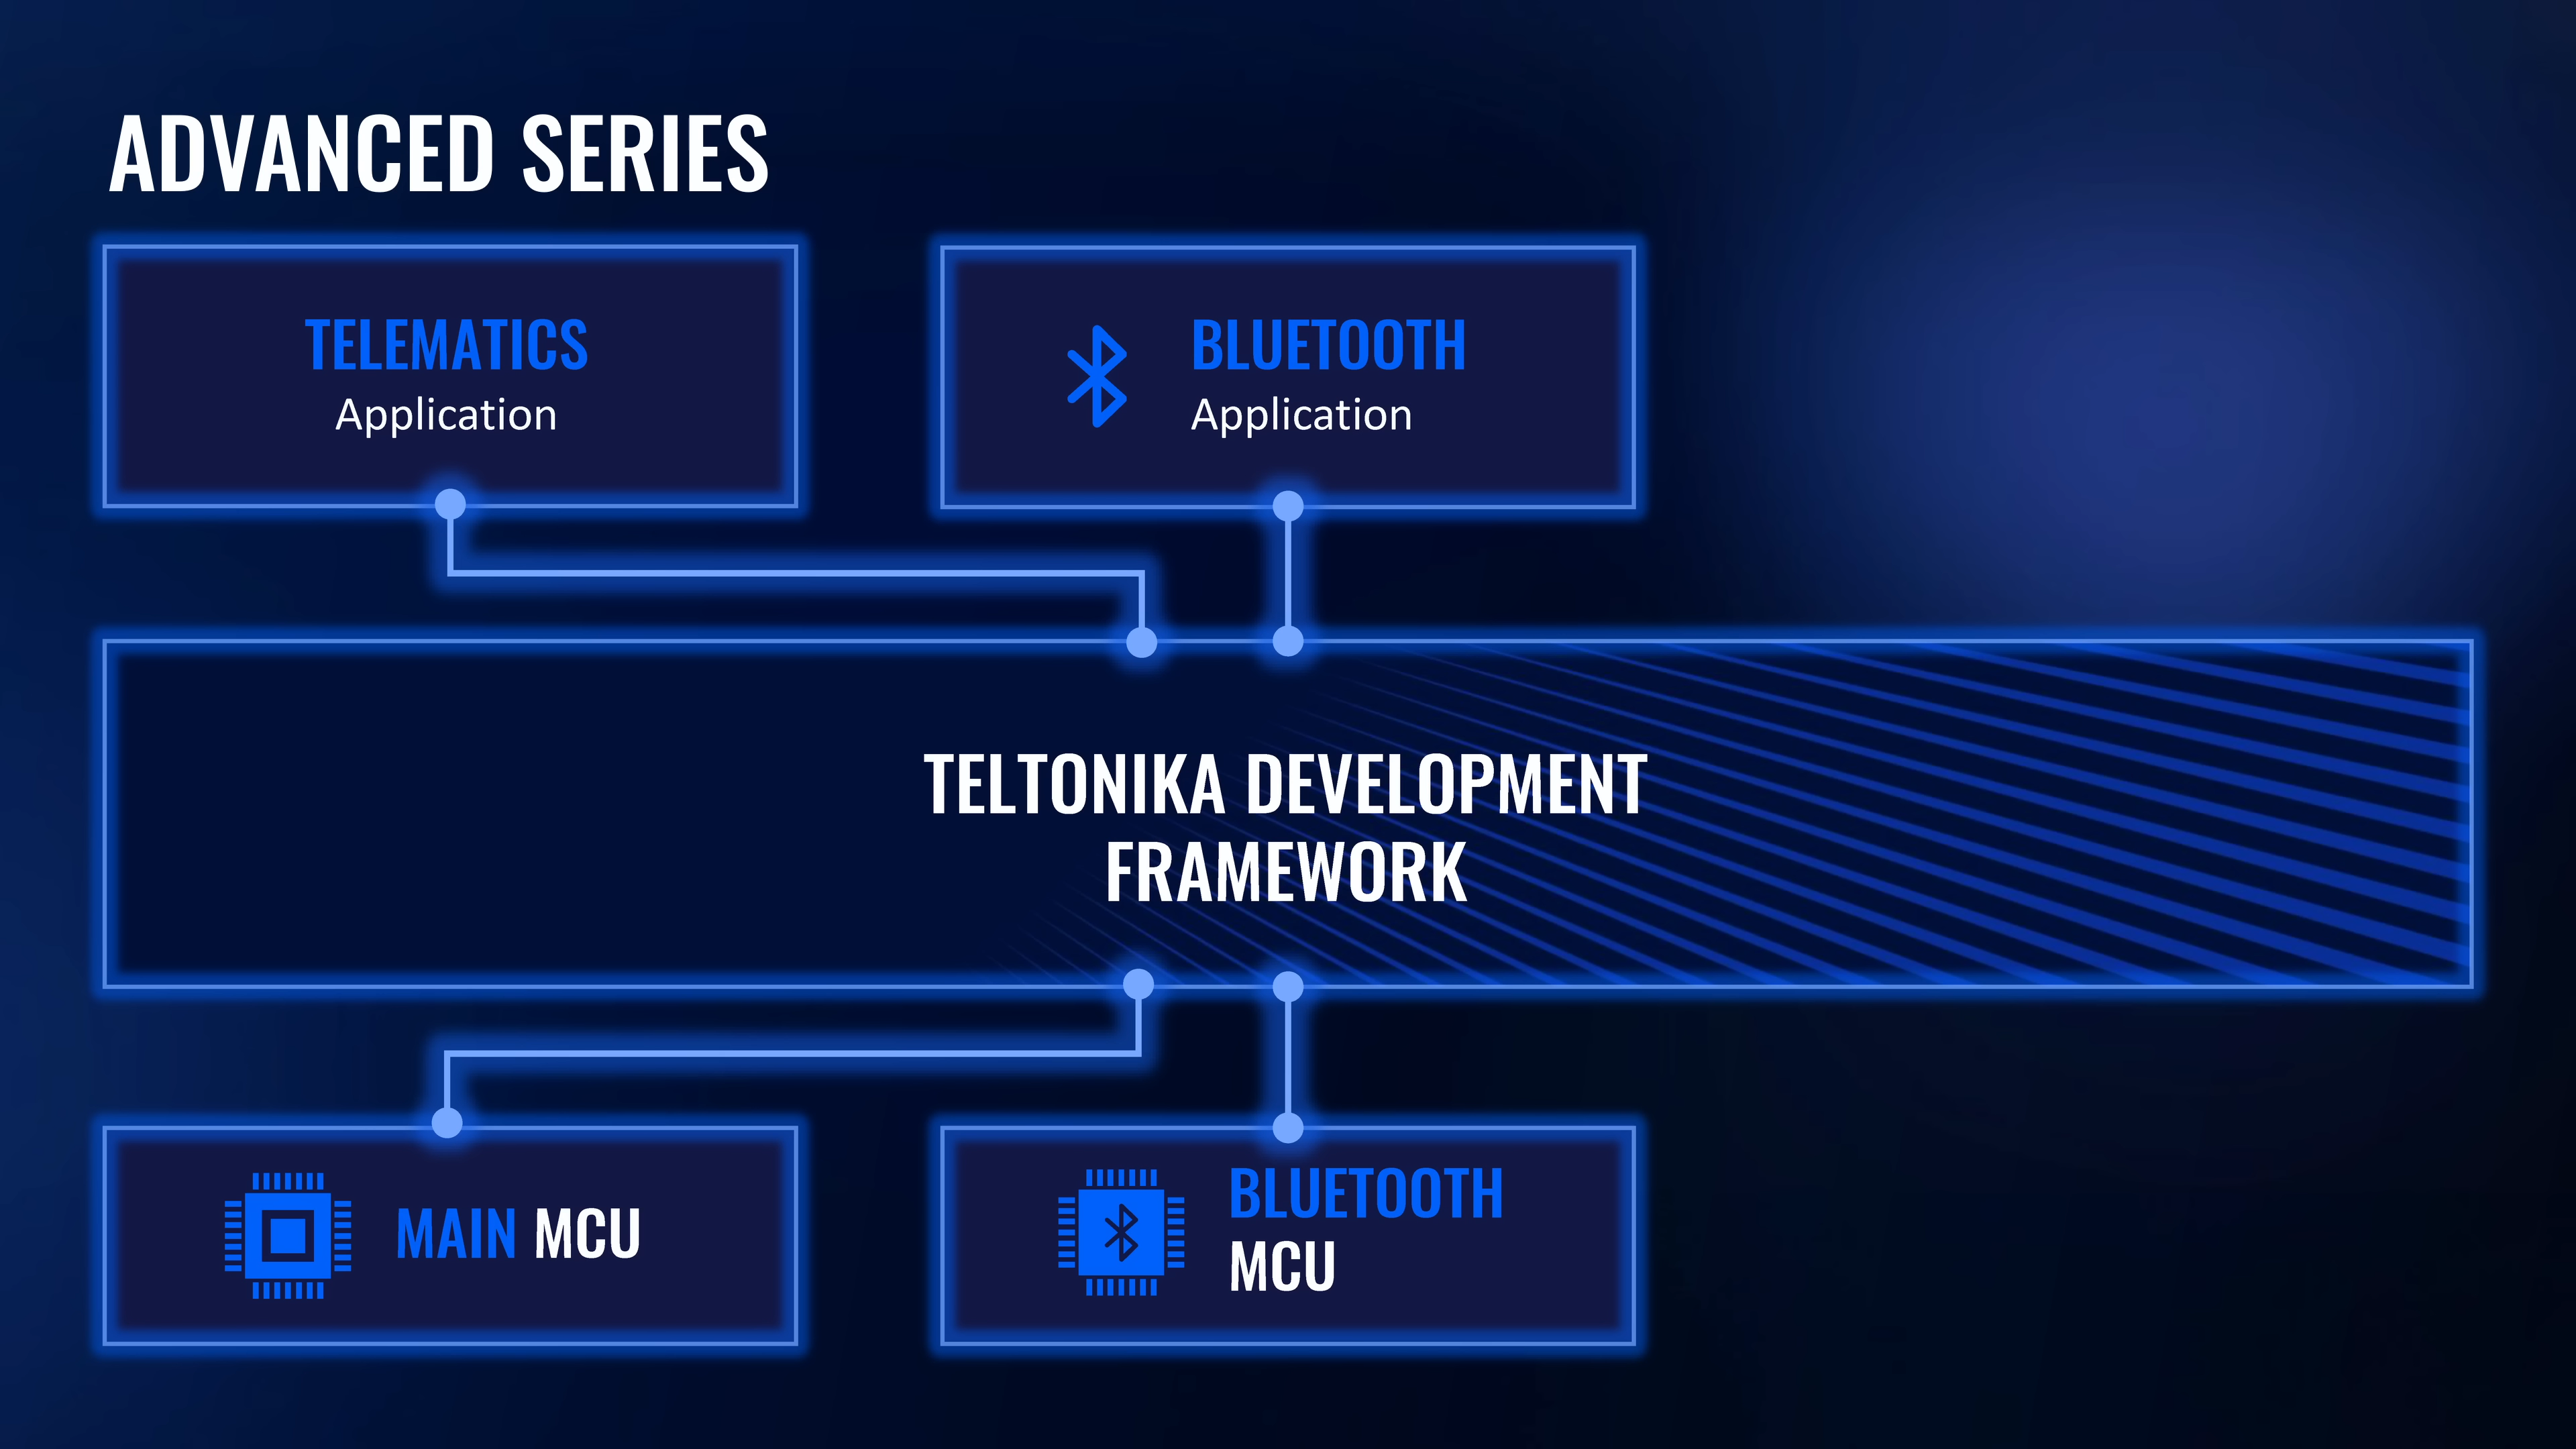 ADVANCED SERIES
TELEMATICS
Application
BLUETOOTH
Application
TELTONIKA DEVELOPMENT
FRAMEWORK
MAIN MCU
BLUETOOTH
MCU